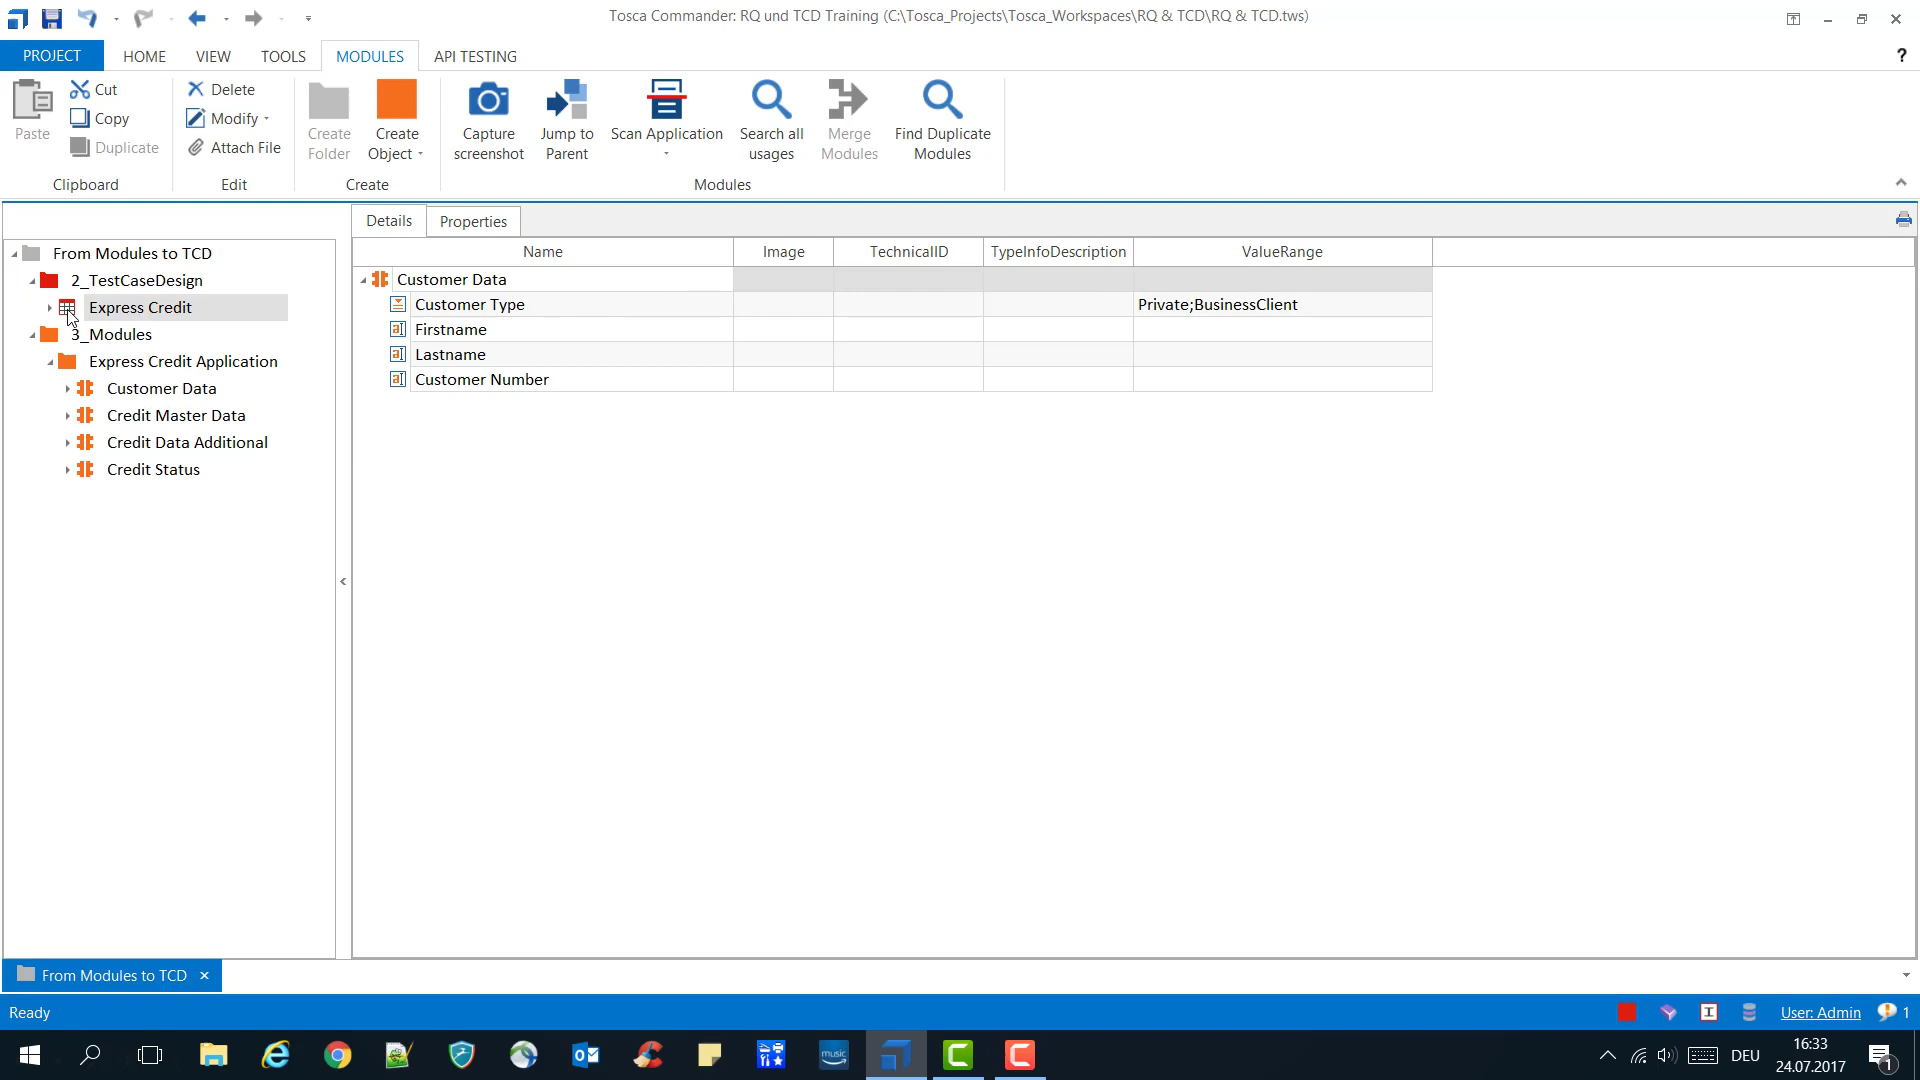 Tosca Commander: RQ und TCD Training (C:\Tosca_Projects\Tosca_Workspaces\RQ & TCD\RQ & TCD.tws)
PROJECT HOME VIEW TOOLS MODULES API TESTING ?
Paste
Cut
Copy
Duplicate
Clipboard
Delete
Modify
Attach File
Edit
Create
Folder
Create
Object
Create
Capture
screenshot
Jump to
Parent
Scan Application
Search all
usages
Merge
Modules
Find Duplicate
Modules
Modules
From Modules to TCD
2_TestCaseDesign
Express Credit
3_Modules
Express Credit Application
Customer Data
Credit Master Data
Credit Data Additional
Credit Status
Details Properties
Name Image TechnicalID TypeInfoDescription ValueRange
Customer Data
Customer Type Private;BusinessClient
Firstname
Lastname
Customer Number
From Modules to TCD
Ready User: Admin 1
music
DEU
16:33
24.07.2017
1